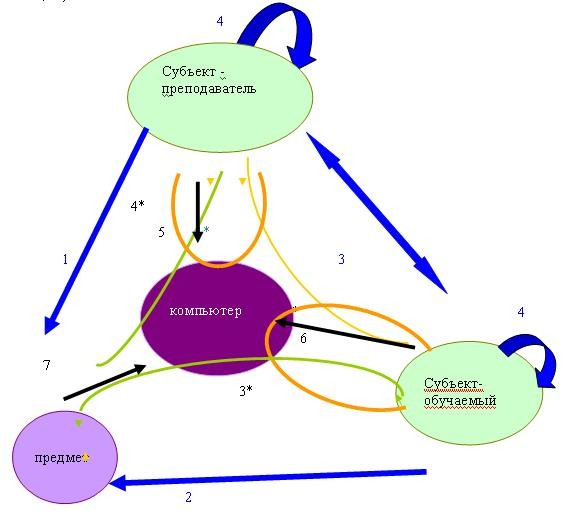 4
Субъект -
преподаватель
4*
5
*
1
3
4
компьютер
6
7
3*
Субъект-
обучаемый
предмет
2